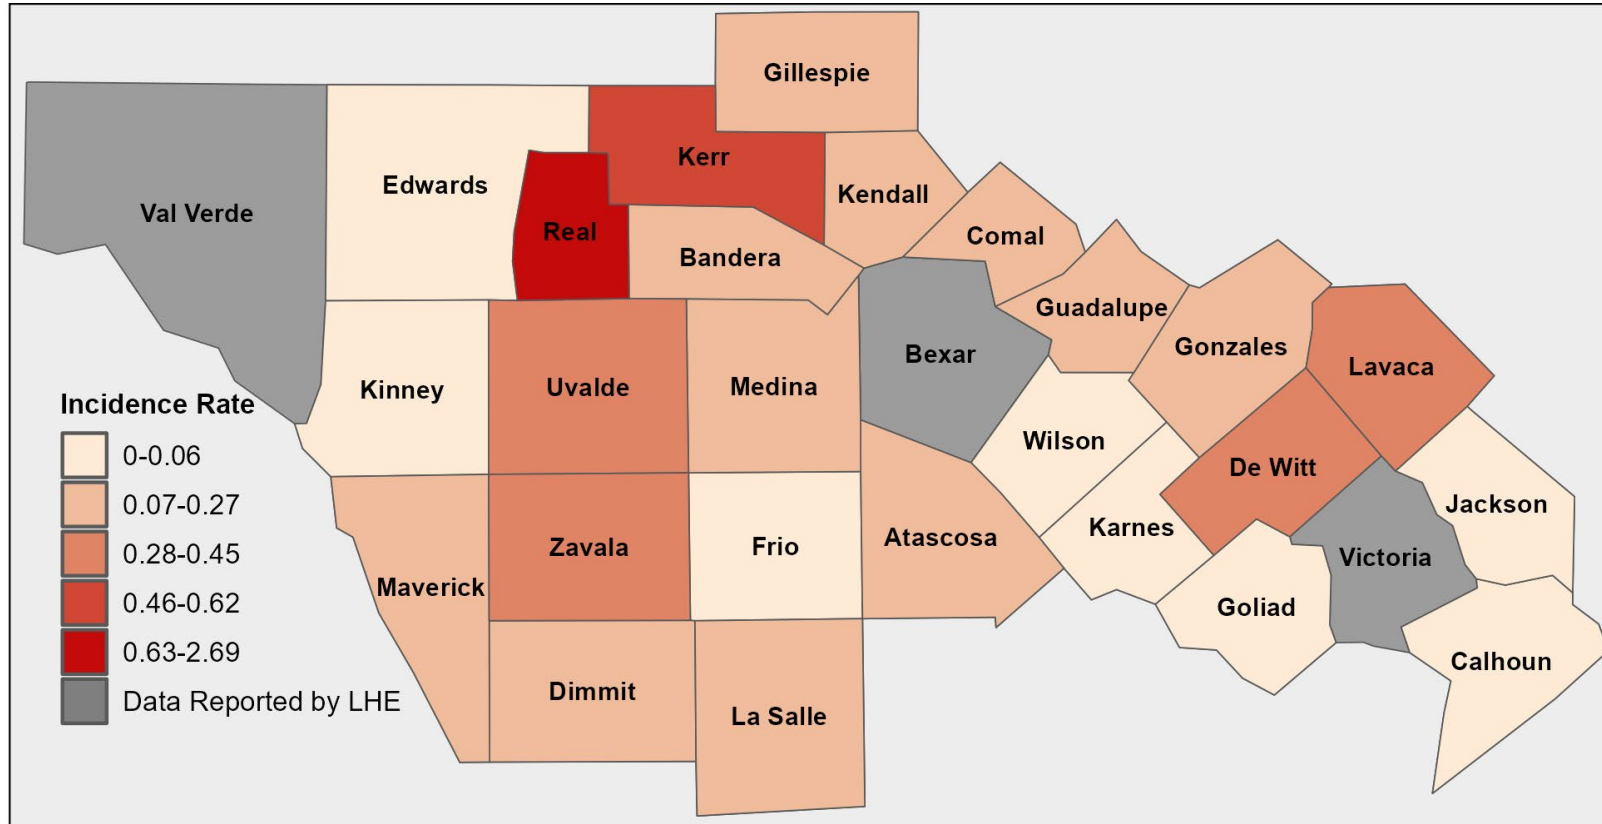 Gillespie
Kerr
Edwards
Kendall
Val Verde
Real
Comal
Bandera
Guadalupe
Gonzales
Bexar
Lavaca
Kinney
Uvalde
Medina
Incidence Rate
Wilson
0-0.06
De Witt
0.07-0.27
Jackson
Karnes
Atascosa
Zavala
Frio
0.28-0.45
Victoria
Maverick
0.46-0.62
Goliad
0.63-2.69
Calhoun
Dimmit
Data Reported by LHE
La Salle